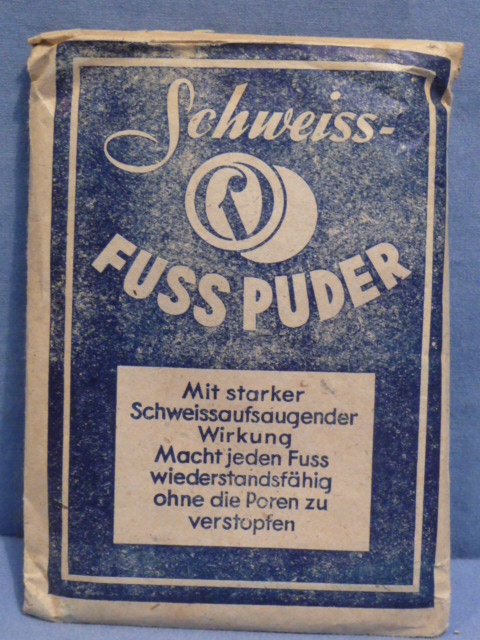 Schweiss-
FUSS PUDER
Mit starker
Schweissaufsaugender
Wirkung
Macht jeden Fuss
wiederstandsfähig
ohne die Poren zu
verstopfen